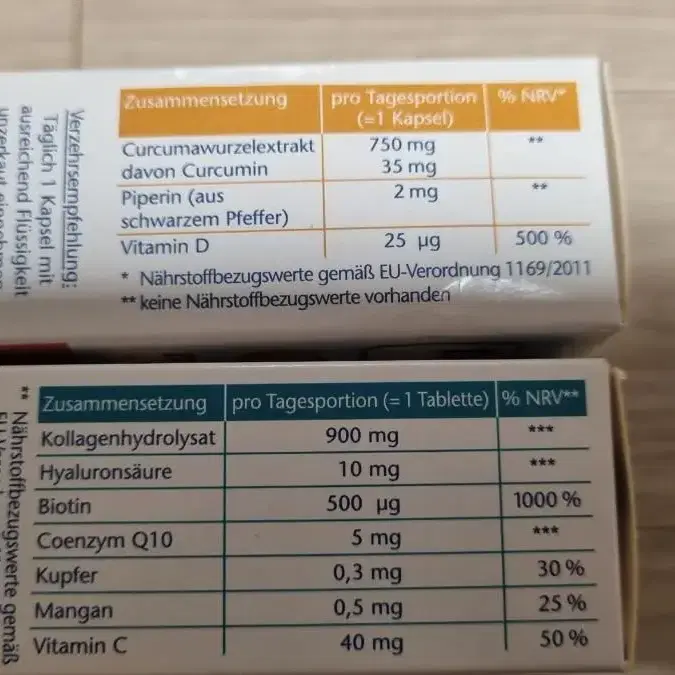 Zusammensetzung pro Tagesportion % NRV*
(=1 Kapsel)
Curcumawurzelextrakt 750 mg **
davon Curcumin 35 mg
Piperin (aus 2 mg **
schwarzem Pfeffer)
Vitamin D 25 µg 500 %
* Nährstoffbezugswerte gemäß EU-Verordnung 1169/2011
** keine Nährstoffbezugswerte vorhanden
Verzehrsempfehlung:
Täglich 1 Kapsel mit
ausreichend Flüssigkeit
Zusammensetzung pro Tagesportion (=1 Tablette) % NRV**
Kollagenhydrolysat 900 mg ***
Hyaluronsäure 10 mg ***
Biotin 500 µg 1000 %
Coenzym Q10 5 mg ***
Kupfer 0,3 mg 30 %
Mangan 0,5 mg 25 %
Vitamin C 40 mg 50 %
** Nährstoffbezugswerte gemäß